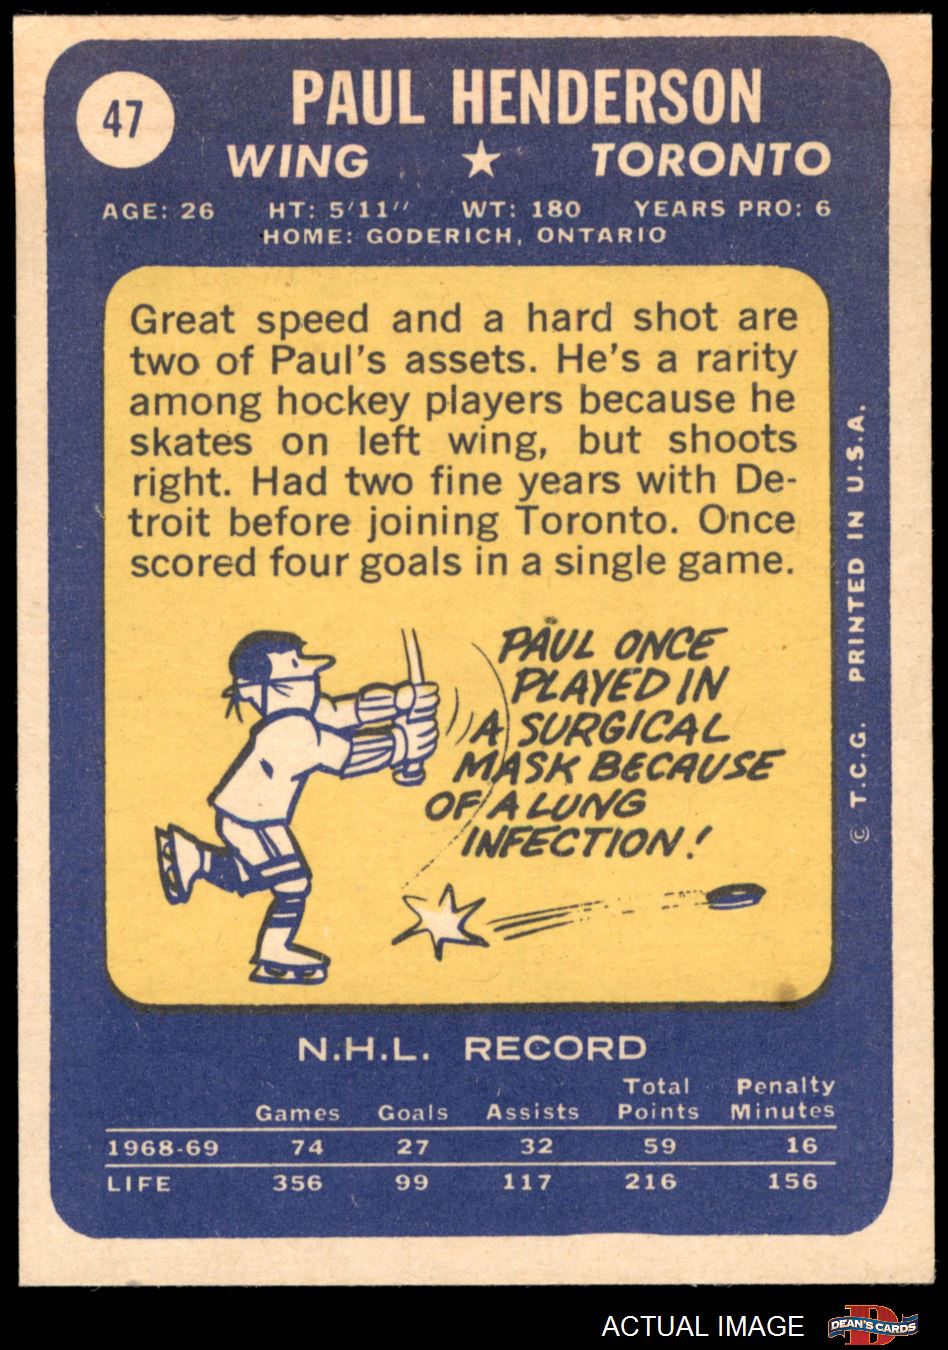 47
PAUL HENDERSON
WING ★ TORONTO
AGE: 26 HT: 5'11" WT: 180 YEARS PRO: 6
HOME: GODERICH, ONTARIO
Great speed and a hard shot are
two of Paul's assets. He's a rarity
among hockey players because he
skates on left wing, but shoots
right. Had two fine years with De-
troit before joining Toronto. Once
scored four goals in a single game.
PAUL ONCE
PLAYED IN
A SURGICAL
MASK BECAUSE
OF A LUNG
INFECTION!
© T.C.G. PRINTED IN U.S.A.
N.H.L. RECORD
Total Penalty
Games Goals Assists Points Minutes
1968-69 74 27 32 59 16
LIFE 356 99 117 216 156
ACTUAL IMAGE
DEAN'S CARDS